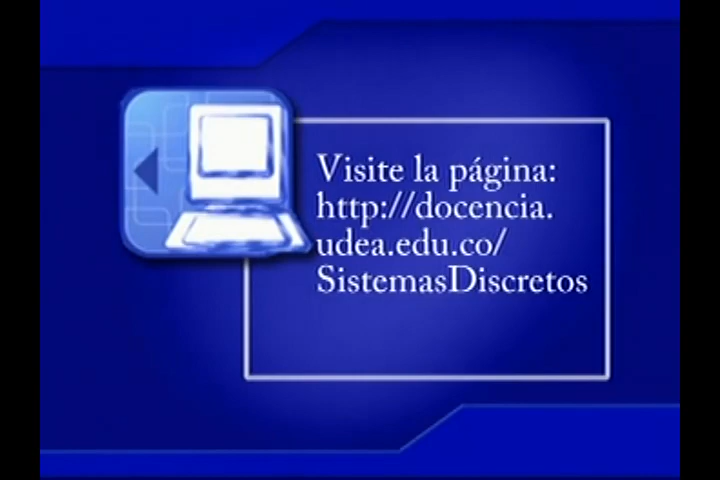 Visite la página:
http://docencia.
udea.edu.co/
SistemasDiscretos